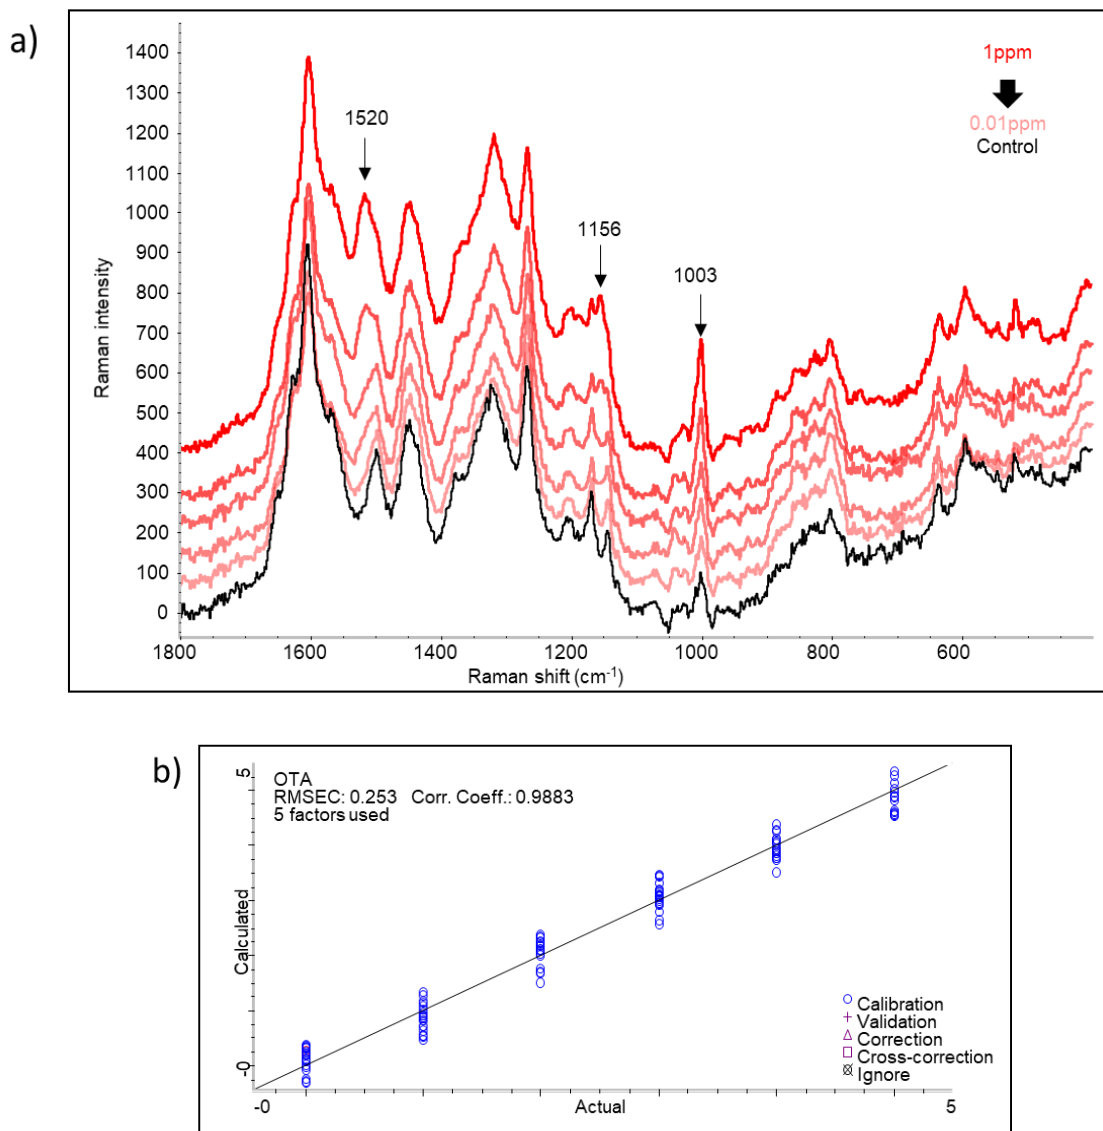 a)
1ppm
0.01ppm
Control
1520
1156
1003
Raman intensity
1400
1300
1200
1100
1000
900
800
700
600
500
400
300
200
100
0
1800 1600 1400 1200 1000 800 600
Raman shift (cm⁻¹)
b)
OTA
RMSEC: 0.253 Corr. Coeff.: 0.9883
5 factors used
5
Calculated
-0
Calibration
Validation
Correction
Cross-correction
Ignore
-0 Actual 5